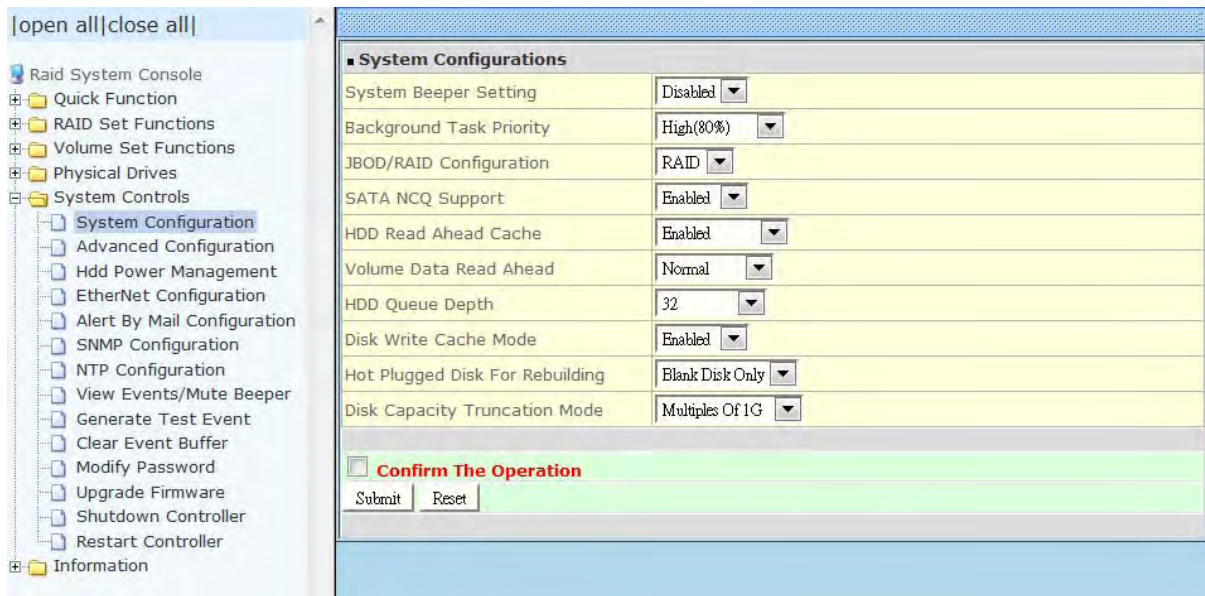 |open all|close all|
Raid System Console
Quick Function
RAID Set Functions
Volume Set Functions
Physical Drives
System Controls
System Configuration
Advanced Configuration
Hdd Power Management
EtherNet Configuration
Alert By Mail Configuration
SNMP Configuration
NTP Configuration
View Events/Mute Beeper
Generate Test Event
Clear Event Buffer
Modify Password
Upgrade Firmware
Shutdown Controller
Restart Controller
Information
System Configurations
System Beeper Setting Disabled
Background Task Priority High(80%)
JBOD/RAID Configuration RAID
SATA NCQ Support Enabled
HDD Read Ahead Cache Enabled
Volume Data Read Ahead Normal
HDD Queue Depth 32
Disk Write Cache Mode Enabled
Hot Plugged Disk For Rebuilding Blank Disk Only
Disk Capacity Truncation Mode Multiples Of 1G
Confirm The Operation
Submit Reset